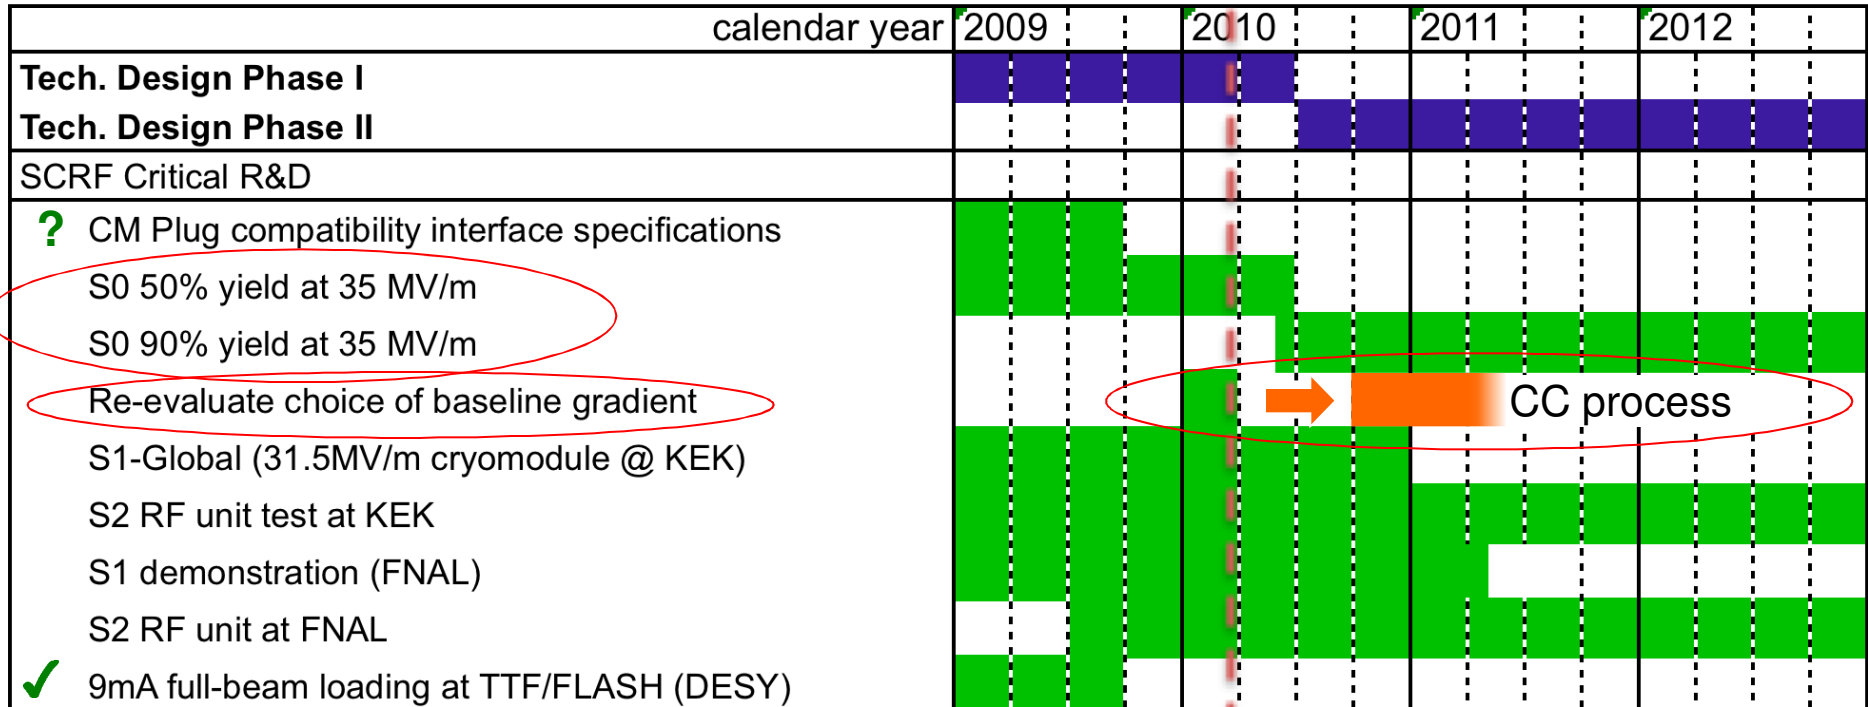 calendar year 2009 2010 2011 2012
Tech. Design Phase I
Tech. Design Phase II
SCRF Critical R&D
? CM Plug compatibility interface specifications
S0 50% yield at 35 MV/m
S0 90% yield at 35 MV/m
Re-evaluate choice of baseline gradient CC process
S1-Global (31.5MV/m cryomodule @ KEK)
S2 RF unit test at KEK
S1 demonstration (FNAL)
S2 RF unit at FNAL
✓ 9mA full-beam loading at TTF/FLASH (DESY)